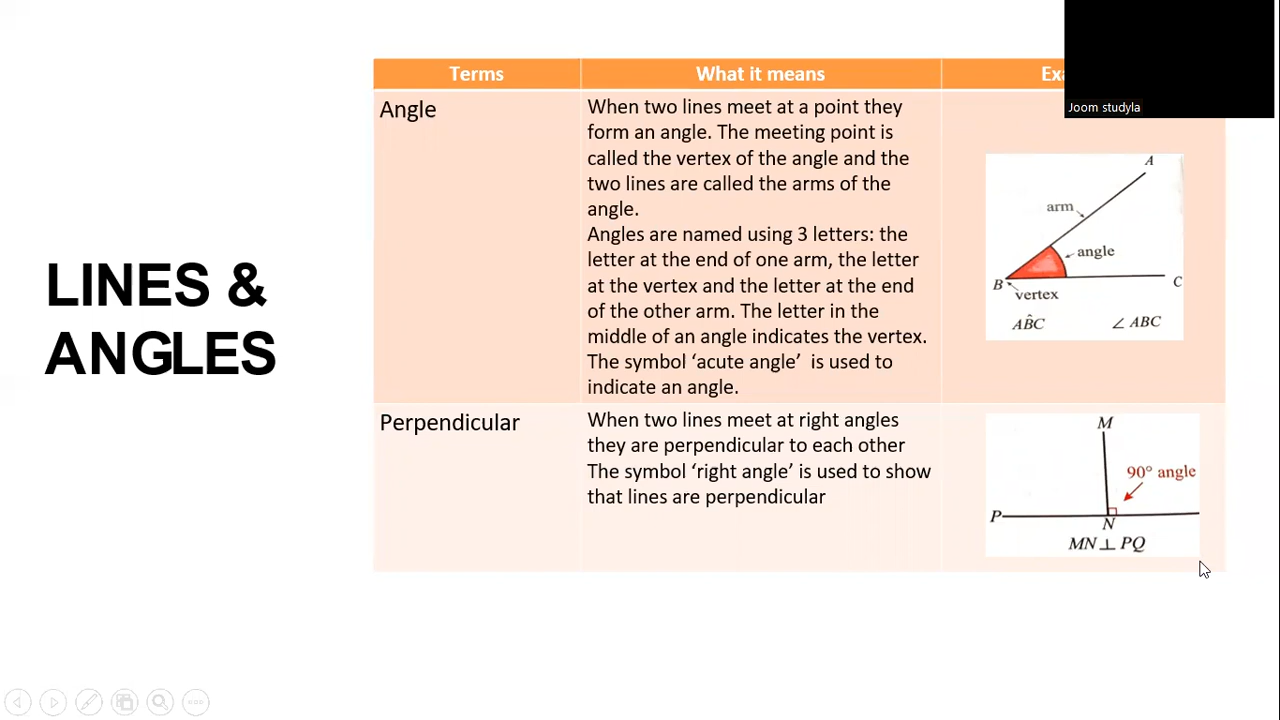 LINES &
ANGLES
Terms
What it means
Joom studyla
Angle
When two lines meet at a point they
form an angle. The meeting point is
called the vertex of the angle and the
two lines are called the arms of the
angle.
Angles are named using 3 letters: the
letter at the end of one arm, the letter
at the vertex and the letter at the end
of the other arm. The letter in the
middle of an angle indicates the vertex.
The symbol ‘acute angle’ is used to
indicate an angle.
A
arm
angle
B
C
vertex
AB̂C
∠ ABC
Perpendicular
When two lines meet at right angles
they are perpendicular to each other
The symbol ‘right angle’ is used to show
that lines are perpendicular
M
90° angle
P
N
MN ⊥ PQ